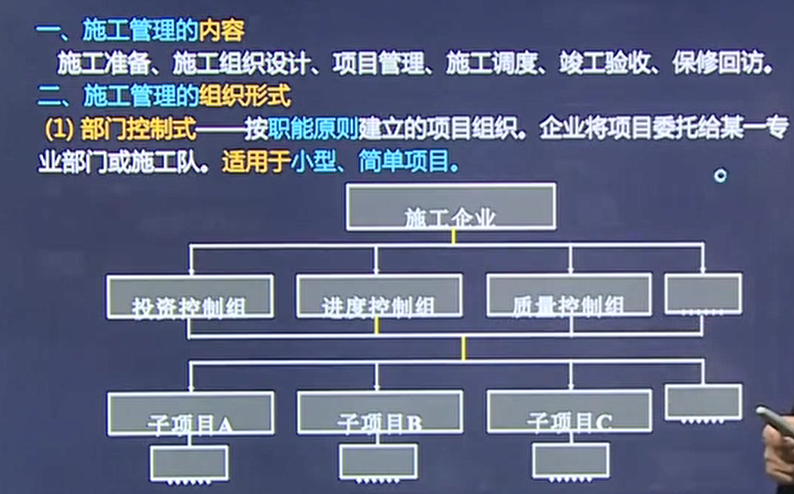 一、施工管理的内容
施工准备、施工组织设计、项目管理、施工调度、竣工验收、保修回访。
二、施工管理的组织形式
(1) 部门控制式——按职能原则建立的项目组织。企业将项目委托给某一专
业部门或施工队。适用于小型、简单项目。
施工企业
投资控制组 进度控制组 质量控制组 ……
子项目A 子项目B 子项目C ……
…… …… ……